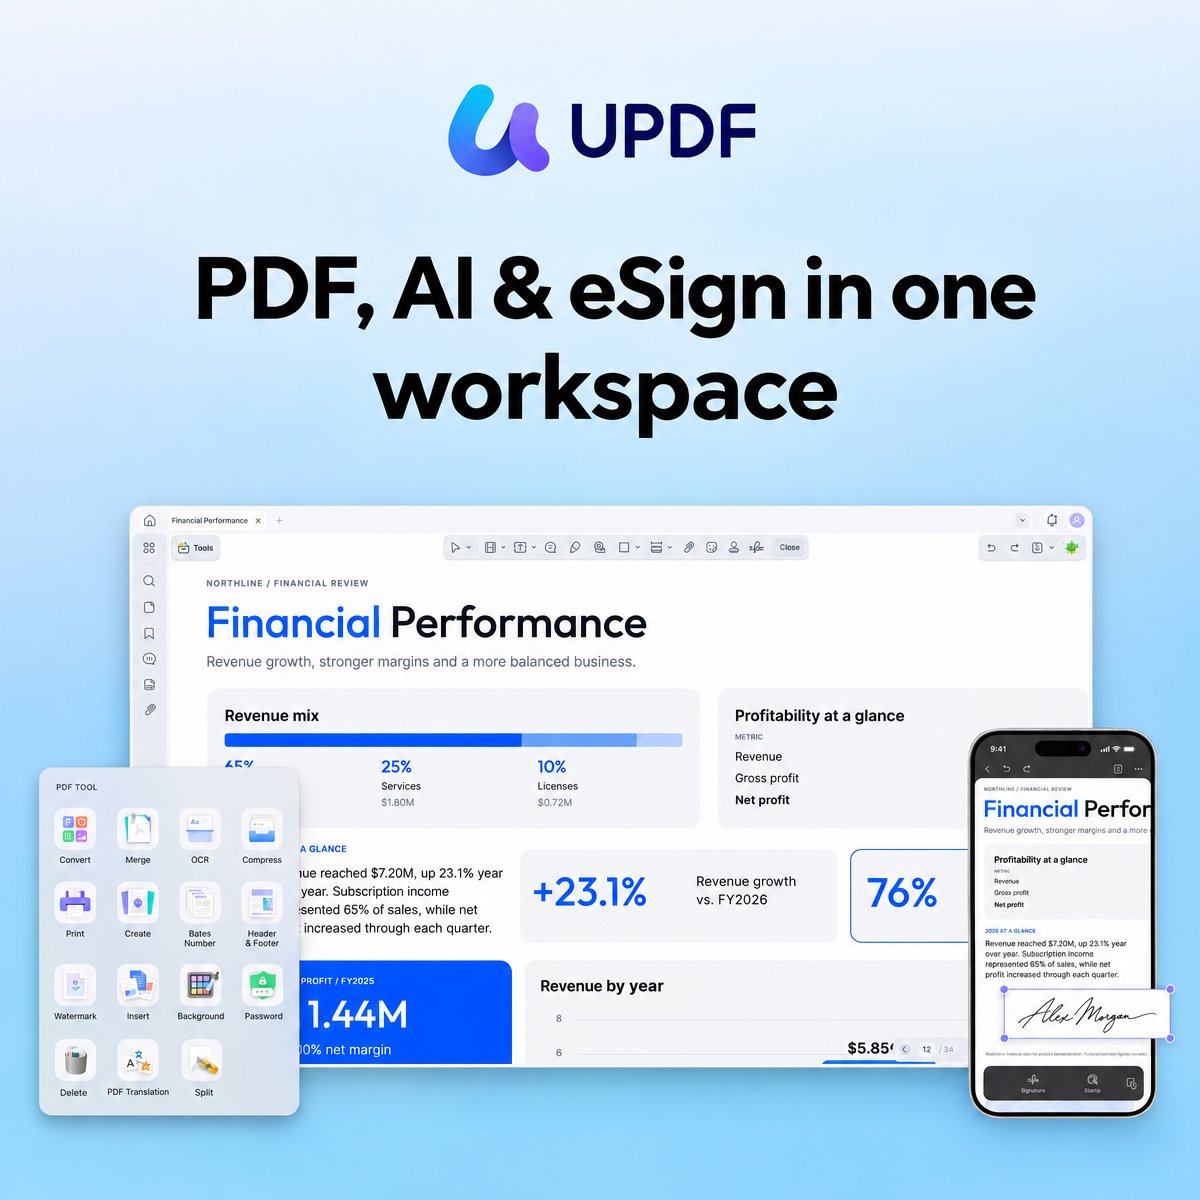 UPDF
PDF, AI & eSign in one
workspace
Financial Performance
Tools
Close
NORTHLINE / FINANCIAL REVIEW
Financial Performance
Revenue growth, stronger margins and a more balanced business.
Revenue mix
65%
25%
Services
$1.80M
10%
Licenses
$0.72M
Profitability at a glance
METRIC
Revenue
Gross profit
Net profit
A GLANCE
nue reached $7.20M, up 23.1% year
year. Subscription income
esented 65% of sales, while net
increased through each quarter.
+23.1%
Revenue growth
vs. FY2026
76%
PROFIT / FY2025
1.44M
00% net margin
Revenue by year
8
6
$5.85
12 / 34
PDF TOOL
Convert
Merge
OCR
Compress
Print
Create
Bates
Number
Header
& Footer
Watermark
Insert
Background
Password
Delete
PDF Translation
Split
9:41
NORTHLINE / FINANCIAL REVIEW
Financial Perfor
Revenue growth, stronger margins and a more
Profitability at a glance
METRIC
Revenue
Gross profit
Net profit
2025 AT A GLANCE
Revenue reached $7.20M, up 23.1% year
over year. Subscription income
represented 65% of sales, while net
profit increased through each quarter.
Alex Morgan
Signature
Stamp